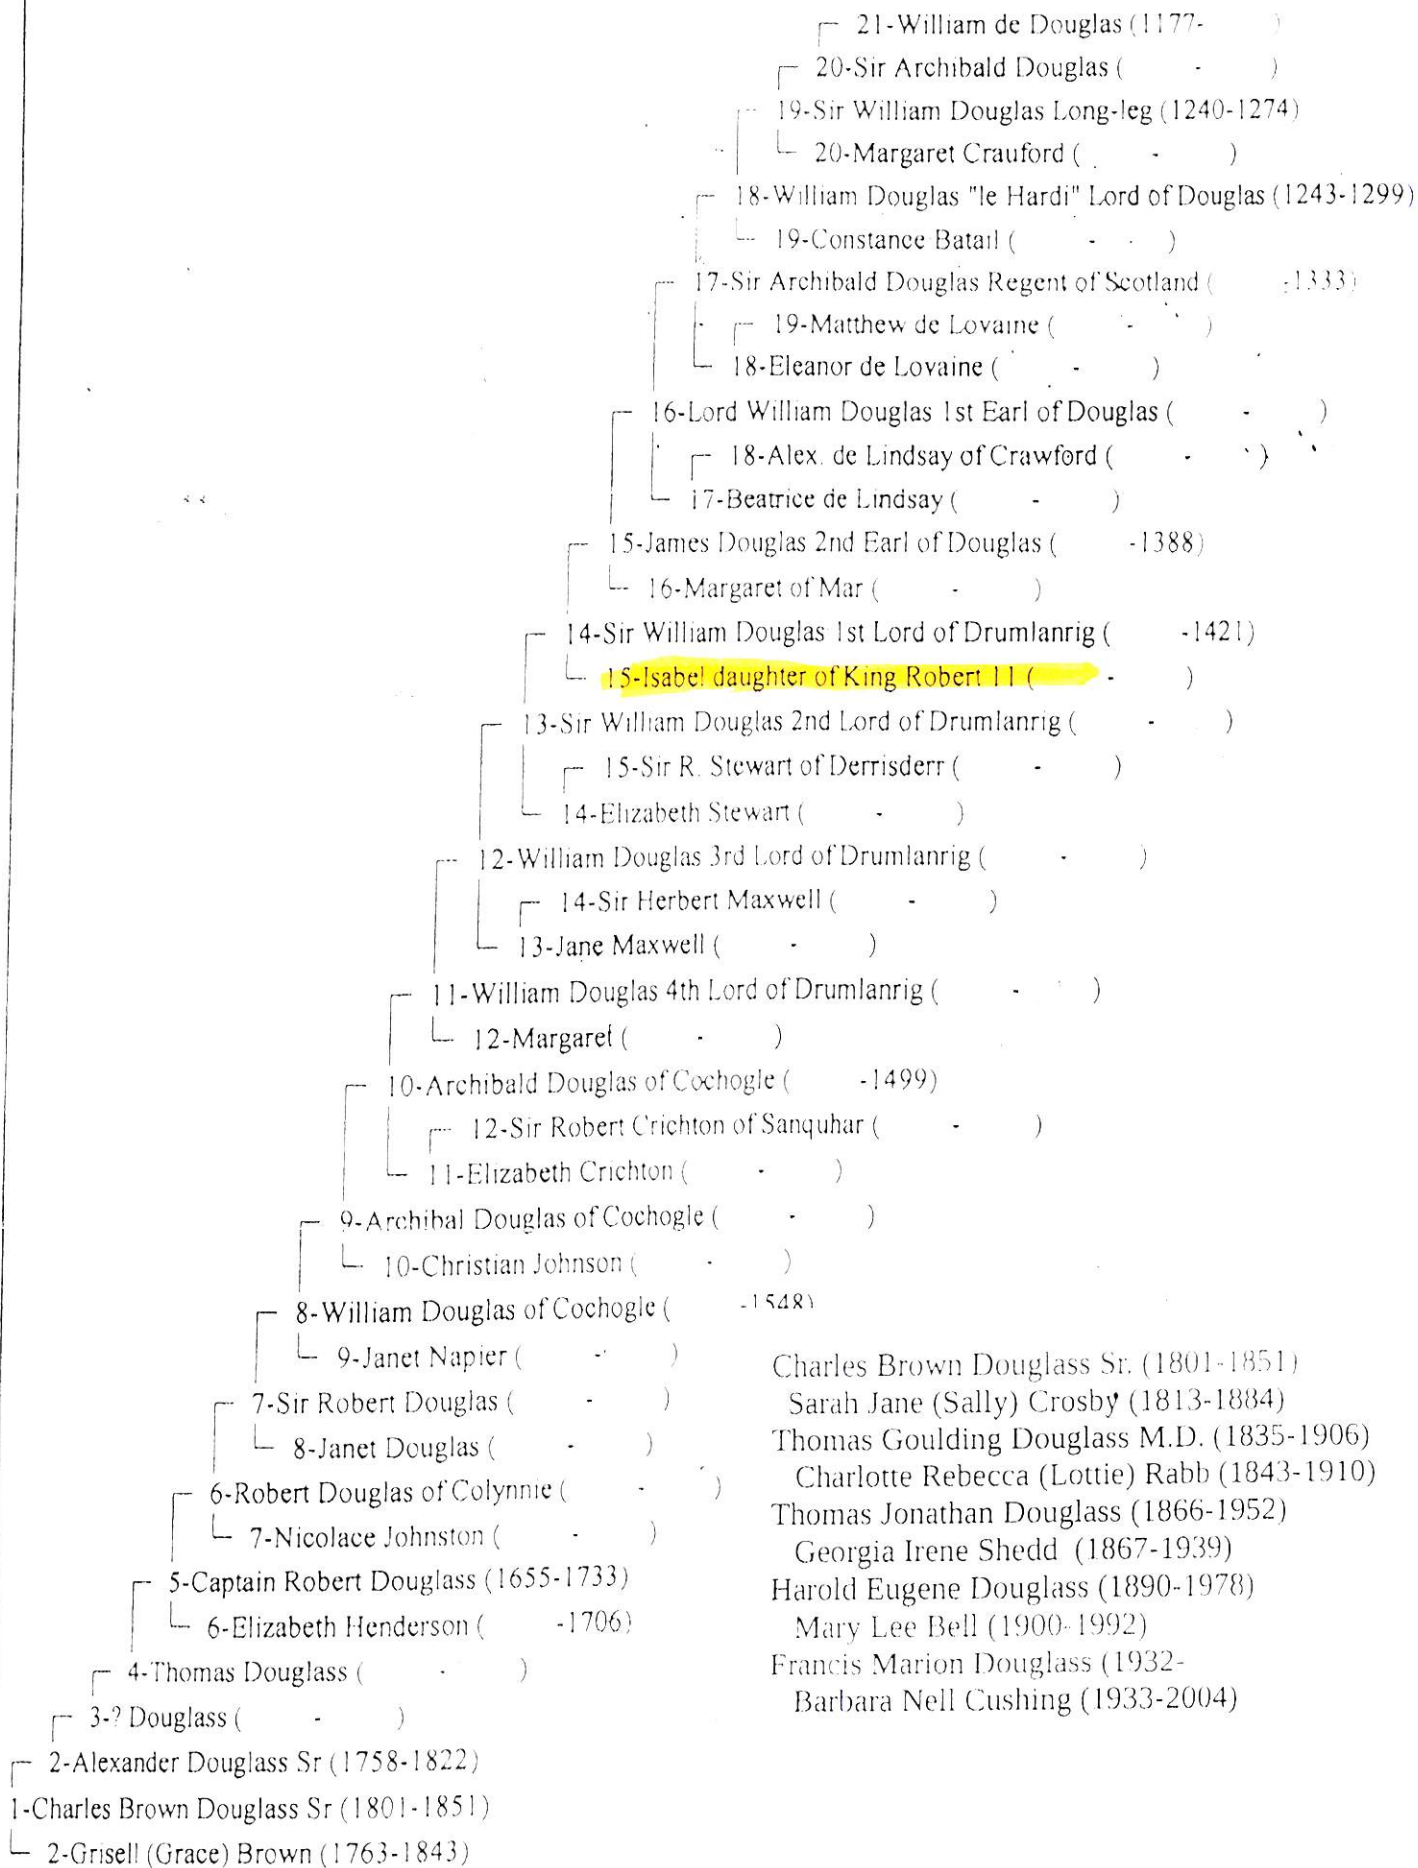 21-William de Douglas (1177- )
20-Sir Archibald Douglas ( - )
19-Sir William Douglas Long-leg (1240-1274)
20-Margaret Crauford ( - )
18-William Douglas "le Hardi" Lord of Douglas (1243-1299)
19-Constance Batail ( - )
17-Sir Archibald Douglas Regent of Scotland ( -1333)
19-Matthew de Lovaine ( - )
18-Eleanor de Lovaine ( - )
16-Lord William Douglas 1st Earl of Douglas ( - )
18-Alex. de Lindsay of Crawford ( - )
17-Beatrice de Lindsay ( - )
15-James Douglas 2nd Earl of Douglas ( -1388)
16-Margaret of Mar ( - )
14-Sir William Douglas 1st Lord of Drumlanrig ( -1421)
15-Isabel daughter of King Robert 11 ( - )
13-Sir William Douglas 2nd Lord of Drumlanrig ( - )
15-Sir R. Stewart of Derrisderr ( - )
14-Elizabeth Stewart ( - )
12-William Douglas 3rd Lord of Drumlanrig ( - )
14-Sir Herbert Maxwell ( - )
13-Jane Maxwell ( - )
11-William Douglas 4th Lord of Drumlanrig ( - )
12-Margaret ( - )
10-Archibald Douglas of Cochogle ( -1499)
12-Sir Robert Crichton of Sanquhar ( - )
11-Elizabeth Crichton ( - )
9-Archibal Douglas of Cochogle ( - )
10-Christian Johnson ( - )
8-William Douglas of Cochogle ( -1548)
9-Janet Napier ( - )
7-Sir Robert Douglas ( - )
8-Janet Douglas ( - )
6-Robert Douglas of Colynnie ( - )
7-Nicolace Johnston ( - )
5-Captain Robert Douglass (1655-1733)
6-Elizabeth Henderson ( -1706)
4-Thomas Douglass ( - )
3-? Douglass ( - )
2-Alexander Douglass Sr (1758-1822)
1-Charles Brown Douglass Sr (1801-1851)
2-Grisell (Grace) Brown (1763-1843)
Charles Brown Douglass Sr. (1801-1851)
Sarah Jane (Sally) Crosby (1813-1884)
Thomas Goulding Douglass M.D. (1835-1906)
Charlotte Rebecca (Lottie) Rabb (1843-1910)
Thomas Jonathan Douglass (1866-1952)
Georgia Irene Shedd (1867-1939)
Harold Eugene Douglass (1890-1978)
Mary Lee Bell (1900-1992)
Francis Marion Douglass (1932-
Barbara Nell Cushing (1933-2004)